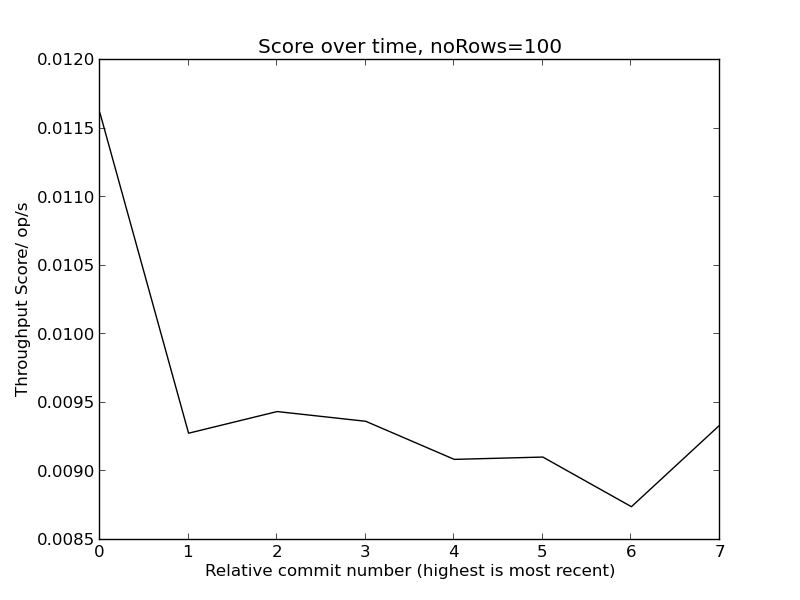 Score over time, noRows=100
0.0120
0.0115
0.0110
0.0105
0.0100
0.0095
0.0090
0.0085
Throughput Score/ op/s
0 1 2 3 4 5 6 7
Relative commit number (highest is most recent)